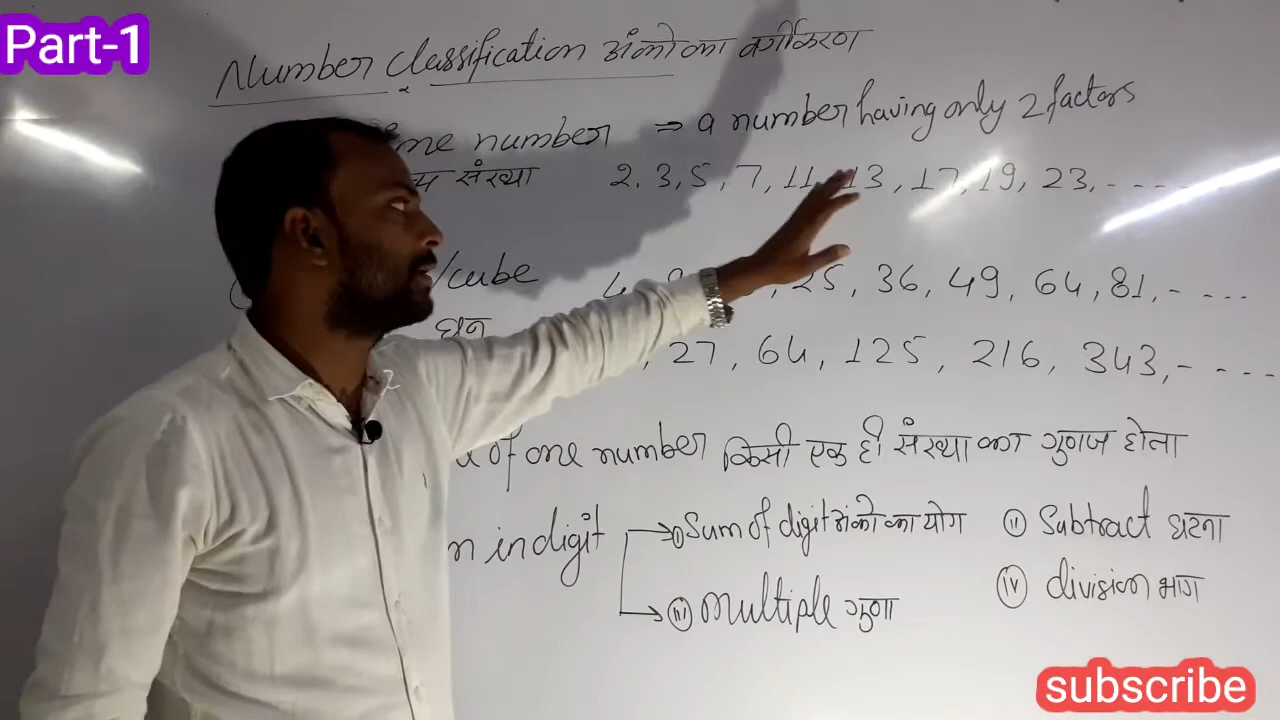 Part-1
Number classification अंको का वर्गीकरण
number ⇒ a number having only 2 factors
संख्या 2, 3, 5, 7, 11, 13, 17, 19, 23, - - - -
/cube 25, 36, 49, 64, 81, - - - -
घन
27, 64, 125, 216, 343, - - - -
of one number किसी एक ही संख्या का गुणज होना
in digit (i) Sum of digit अंको का योग (ii) Subtract घटना
(iii) Multiple गुणा (iv) division भाग
subscribe